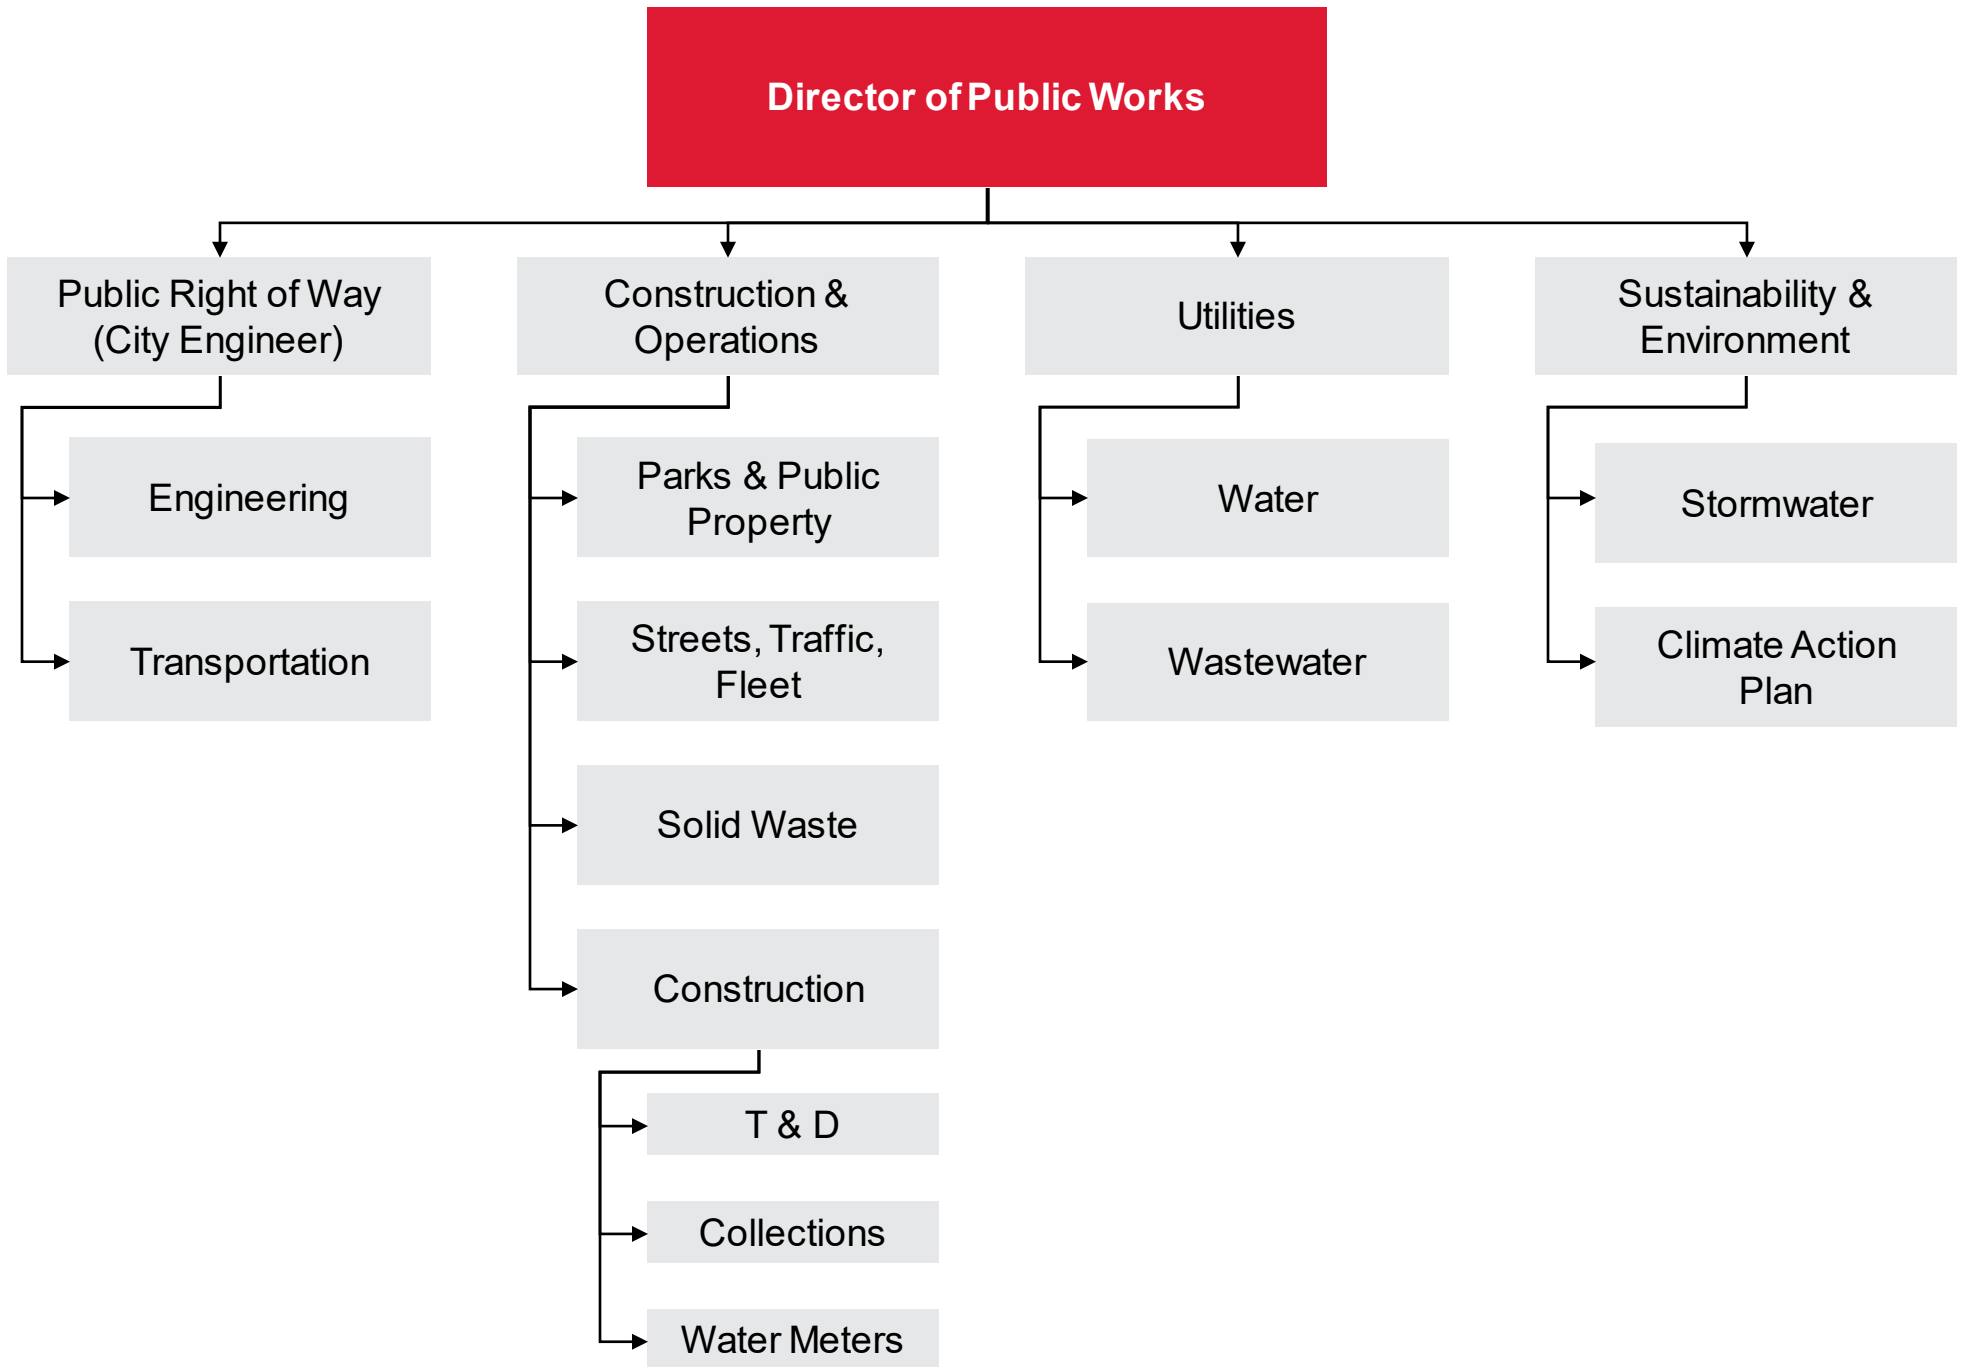 Director of Public Works
Public Right of Way
(City Engineer)
Construction &
Operations
Utilities
Sustainability &
Environment
Engineering
Transportation
Parks & Public
Property
Streets, Traffic,
Fleet
Solid Waste
Construction
T & D
Collections
Water Meters
Water
Wastewater
Stormwater
Climate Action
Plan